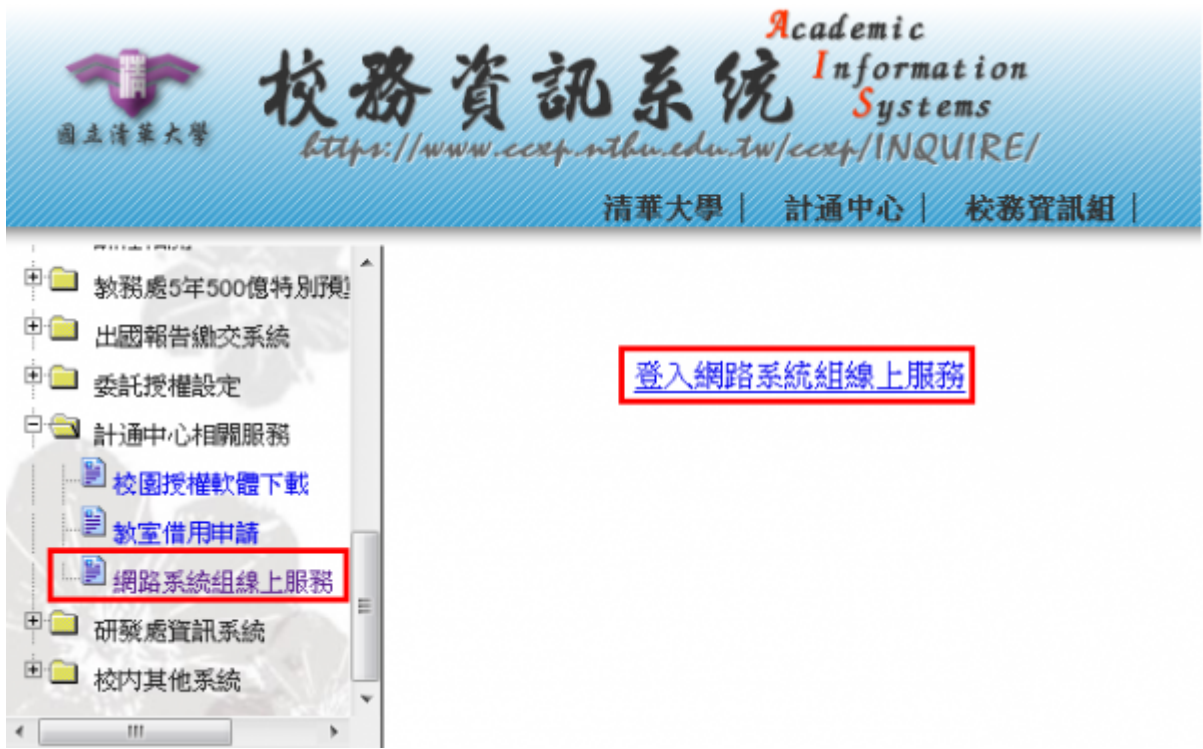 Academic
Information
Systems
校務資訊系統
國立清華大學
https://www.ccxp.nthu.edu.tw/ccxp/INQUIRE/
清華大學│ 計通中心│ 校務資訊組│
教務處5年500億特別預
出國報告繳交系統
委託授權設定
計通中心相關服務
校園授權軟體下載
教室借用申請
網路系統組線上服務
研發處資訊系統
校內其他系統
登入網路系統組線上服務